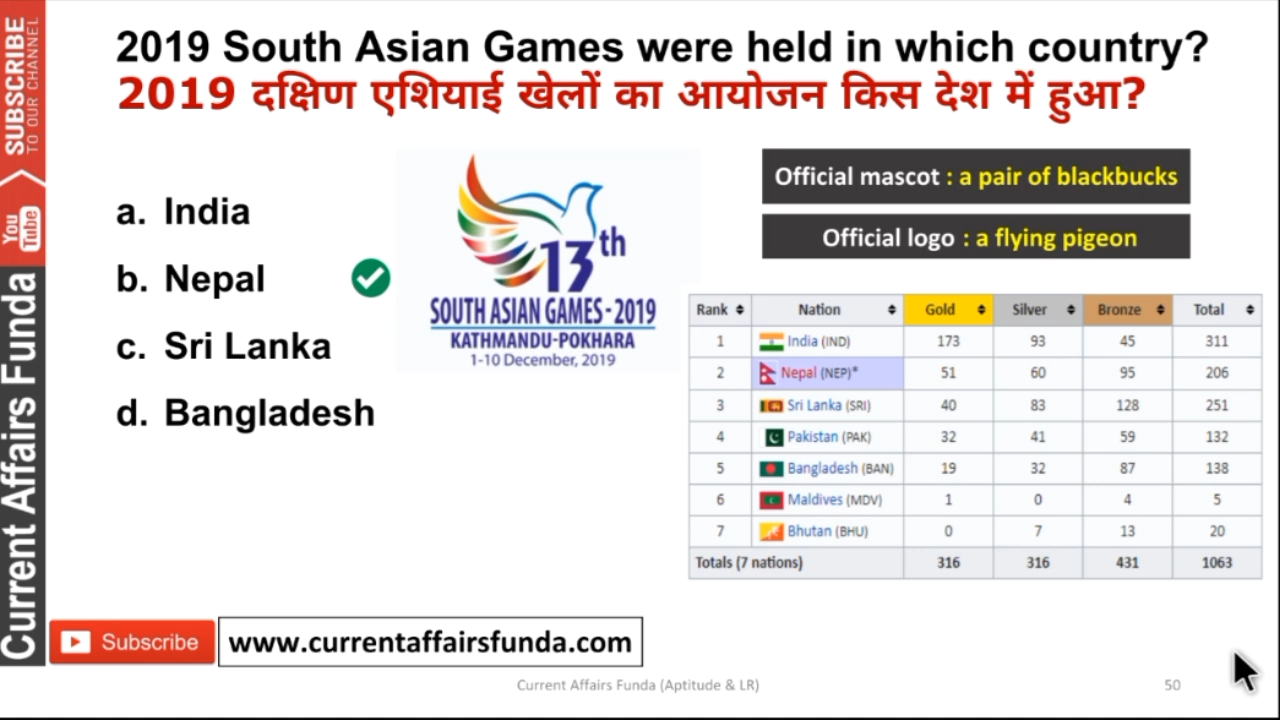 2019 South Asian Games were held in which country?
2019 दक्षिण एशियाई खेलों का आयोजन किस देश में हुआ?
a. India
b. Nepal
c. Sri Lanka
d. Bangladesh
13th
SOUTH ASIAN GAMES - 2019
KATHMANDU-POKHARA
1-10 December, 2019
Official mascot : a pair of blackbucks
Official logo : a flying pigeon
Rank Nation Gold Silver Bronze Total
1 India (IND) 173 93 45 311
2 Nepal (NEP)* 51 60 95 206
3 Sri Lanka (SRI) 40 83 128 251
4 Pakistan (PAK) 32 41 59 132
5 Bangladesh (BAN) 19 32 87 138
6 Maldives (MDV) 1 0 4 5
7 Bhutan (BHU) 0 7 13 20
Totals (7 nations) 316 316 431 1063
SUBSCRIBE
TO OUR CHANNEL
You
Tube
Current Affairs Funda
Subscribe
www.currentaffairsfunda.com
Current Affairs Funda (Aptitude & LR)
50